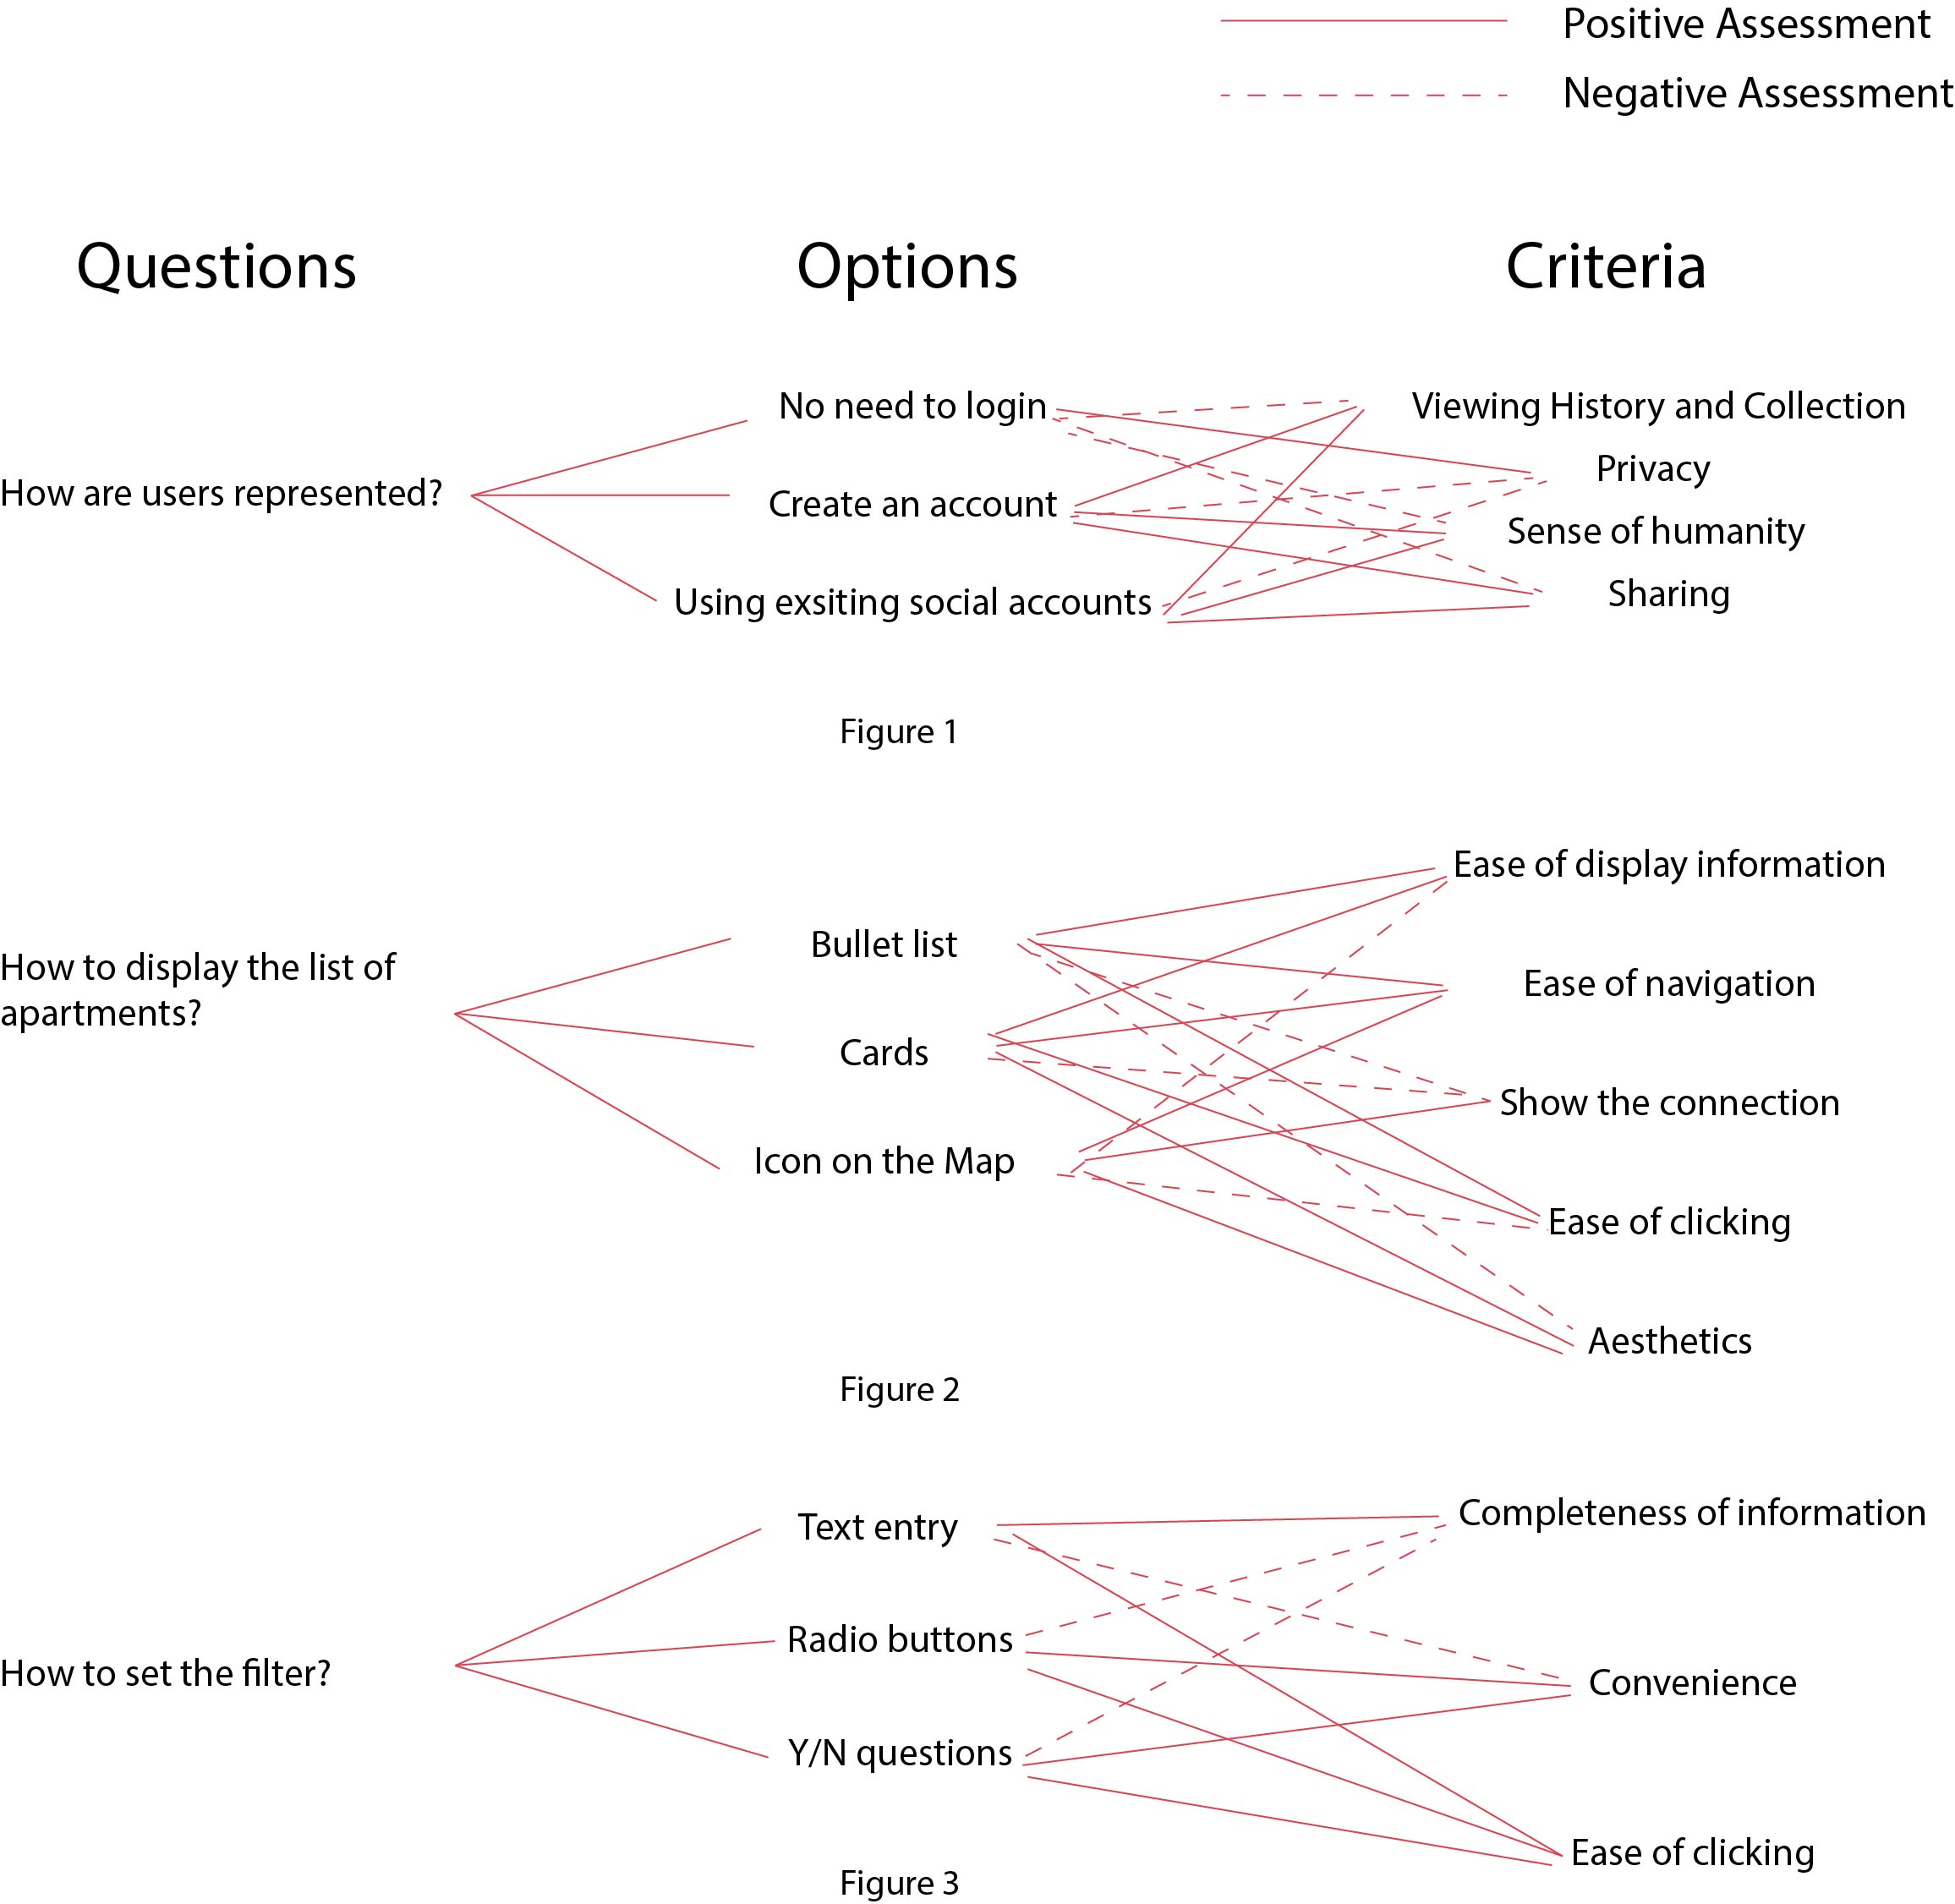 Positive Assessment
Negative Assessment
Questions
Options
Criteria
How are users represented?
No need to login
Create an account
Using exsiting social accounts
Viewing History and Collection
Privacy
Sense of humanity
Sharing
Figure 1
How to display the list of
apartments?
Bullet list
Cards
Icon on the Map
Ease of display information
Ease of navigation
Show the connection
Ease of clicking
Aesthetics
Figure 2
How to set the filter?
Text entry
Radio buttons
Y/N questions
Completeness of information
Convenience
Ease of clicking
Figure 3